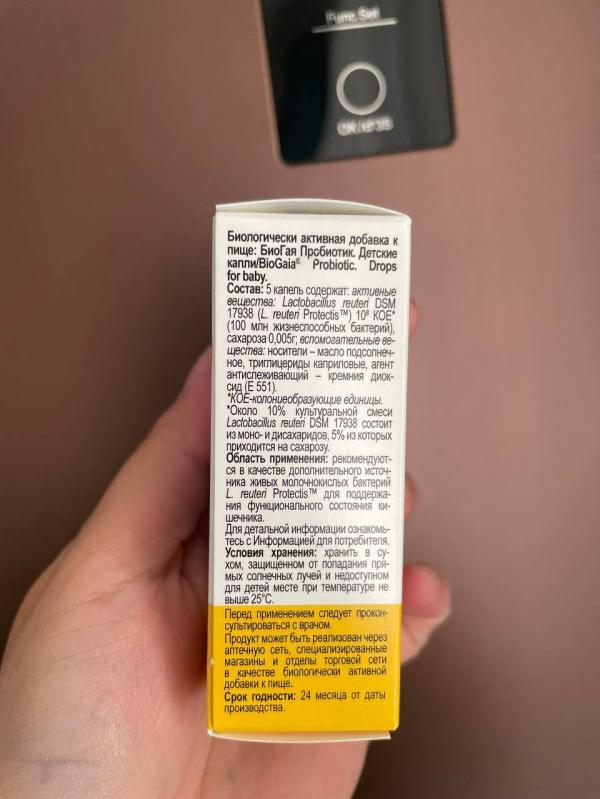 Func Set
OK/
Биологически активная добавка к
пище: БиоГая Пробиотик. Детские
капли/BioGaia® Probiotic. Drops
for baby.
Состав: 5 капель содержат: активные
вещества: Lactobacillus reuteri DSM
17938 (L. reuteri Protectis™) 10⁸ КОЕ*
(100 млн жизнеспособных бактерий),
сахароза 0,005г; вспомогательные ве-
щества: носители – масло подсолнеч-
ное, триглицериды каприловые, агент
антислеживающий – кремния диок-
сид (Е 551).
*КОЕ-колониеобразующие единицы.
*Около 10% культуральной смеси
Lactobacillus reuteri DSM 17938 состоит
из моно- и дисахаридов, 5% из которых
приходится на сахарозу.
Область применения: рекомендуют-
ся в качестве дополнительного источ-
ника живых молочнокислых бактерий
L. reuteri Protectis™ для поддержа-
ния функционального состояния ки-
шечника.
Для детальной информации ознакомь-
тесь с Информацией для потребителя.
Условия хранения: хранить в су-
хом, защищенном от попадания пря-
мых солнечных лучей и недоступном
для детей месте при температуре не
выше 25°С.
Перед применением следует прокон-
сультироваться с врачом.
Продукт может быть реализован через
аптечную сеть, специализированные
магазины и отделы торговой сети
в качестве биологически активной
добавки к пище.
Срок годности: 24 месяца от даты
производства.